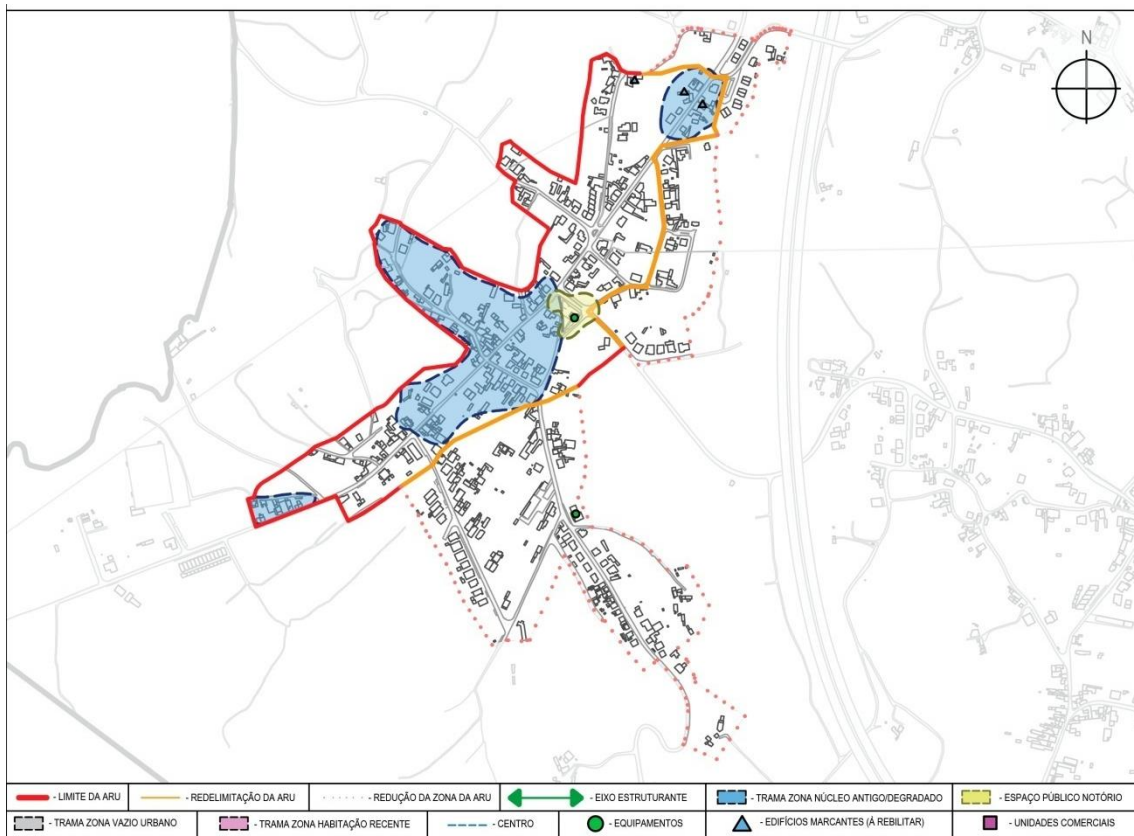 N
- LIMITE DA ARU
- REDELIMITAÇÃO DA ARU
- REDUÇÃO DA ZONA DA ARU
- EIXO ESTRUTURANTE
- TRAMA ZONA NÚCLEO ANTIGO/DEGRADADO
- ESPAÇO PÚBLICO NOTÓRIO
- TRAMA ZONA VAZIO URBANO
- TRAMA ZONA HABITAÇÃO RECENTE
- CENTRO
- EQUIPAMENTOS
- EDIFÍCIOS MARCANTES (Á REBILITAR)
- UNIDADES COMERCIAIS